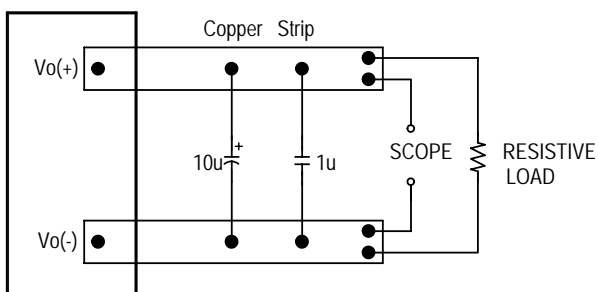 Copper Strip
Vo(+)
10u
+
1u
SCOPE
RESISTIVE
LOAD
Vo(-)